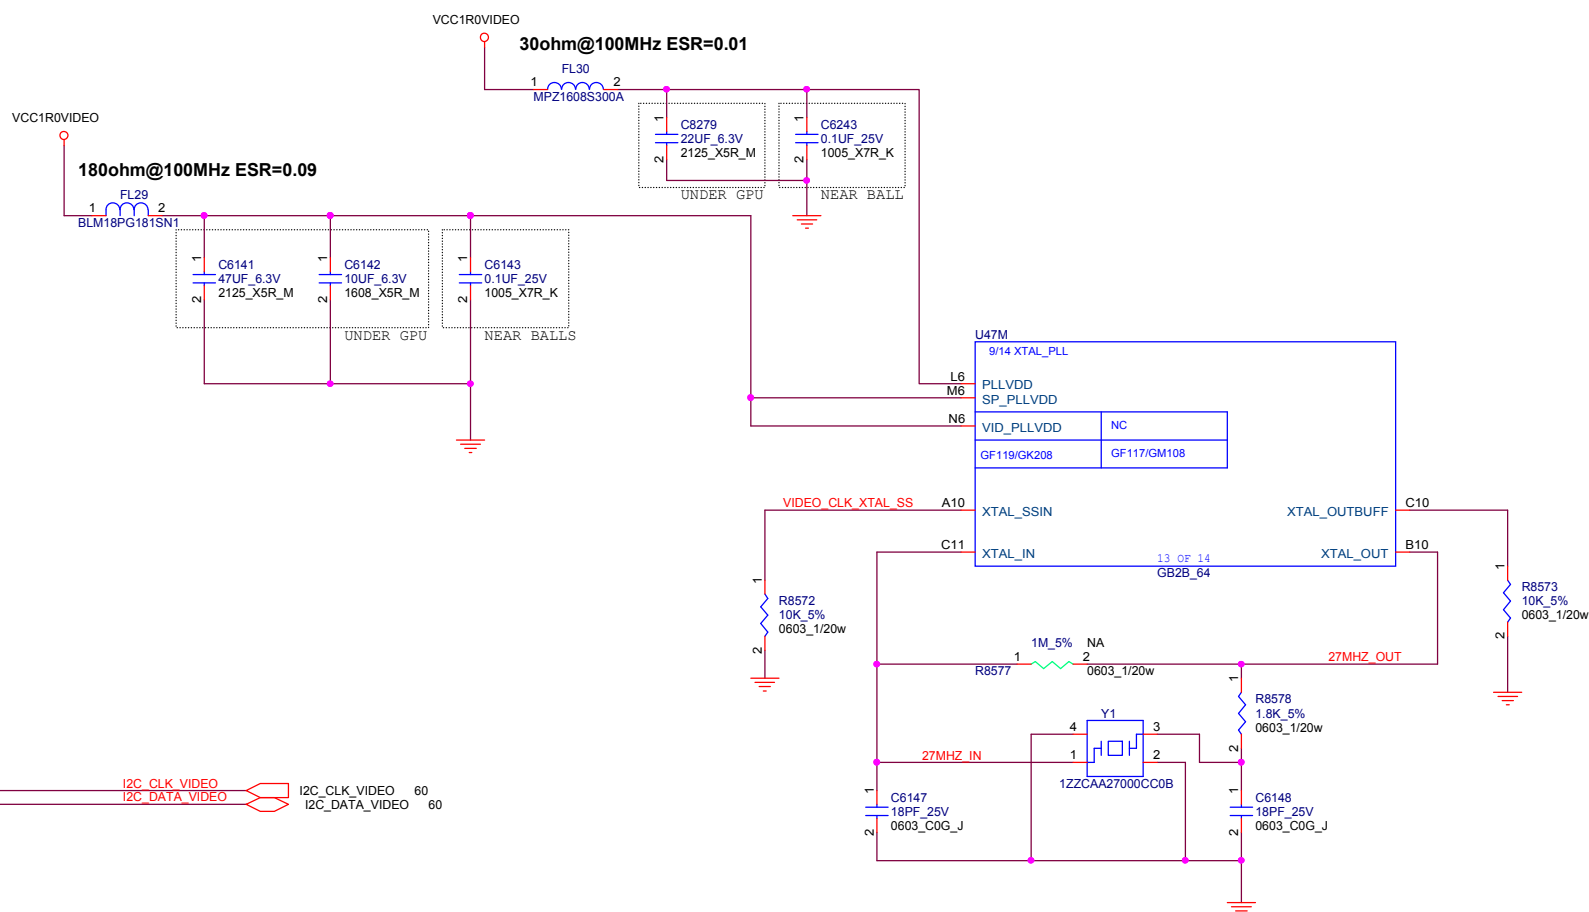 VCC1R0VIDEO
30ohm@100MHz ESR=0.01
FL30
1 2
MPZ1608S300A
VCC1R0VIDEO
180ohm@100MHz ESR=0.09
FL29
1 2
BLM18PG181SN1
1
C8279
22UF_6.3V
2125_X5R_M
2
UNDER GPU
1
C6243
0.1UF_25V
1005_X7R_K
2
NEAR BALL
1
C6141
47UF_6.3V
2125_X5R_M
2
1
C6142
10UF_6.3V
1608_X5R_M
2
UNDER GPU
1
C6143
0.1UF_25V
1005_X7R_K
2
NEAR BALLS
U47M
9/14 XTAL_PLL
L6 PLLVDD
M6 SP_PLLVDD
N6 VID_PLLVDD NC
GF119/GK208 GF117/GM108
VIDEO_CLK_XTAL_SS A10 XTAL_SSIN
XTAL_OUTBUFF C10
C11 XTAL_IN
XTAL_OUT B10
13 OF 14
GB2B_64
1
R8572
10K_5%
0603_1/20w
2
1
R8573
10K_5%
0603_1/20w
2
1M_5% NA
1 2
R8577 0603_1/20w
27MHZ_OUT
1
R8578
1.8K_5%
0603_1/20w
2
Y1
4 3
27MHZ_IN 1 2
1ZZCAA27000CC0B
1
C6147
18PF_25V
0603_C0G_J
2
1
C6148
18PF_25V
0603_C0G_J
2
I2C_CLK_VIDEO I2C_CLK_VIDEO 60
I2C_DATA_VIDEO I2C_DATA_VIDEO 60